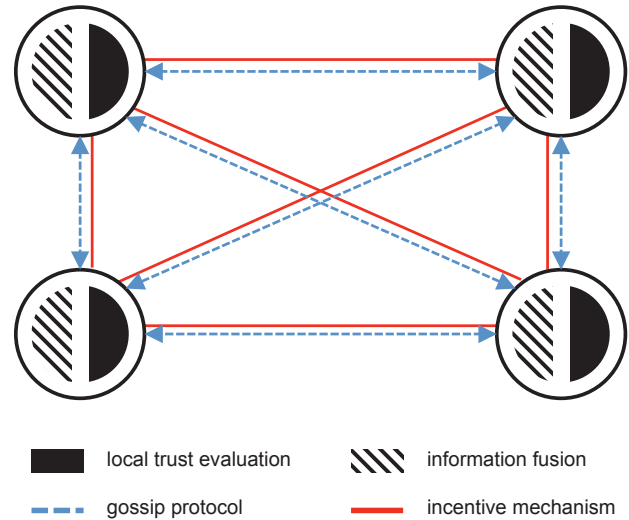 local trust evaluation
information fusion
gossip protocol
incentive mechanism